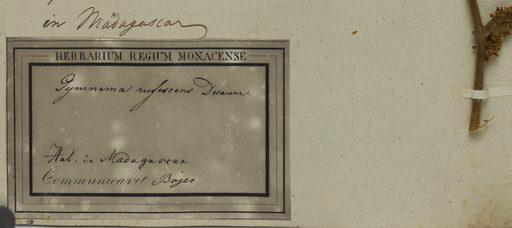 in Madagascar
HERBARIUM REGIUM MONACENSE
Gymnema rufescens Decaisne.
Hab. in Madagascar
Communicavit Bojer